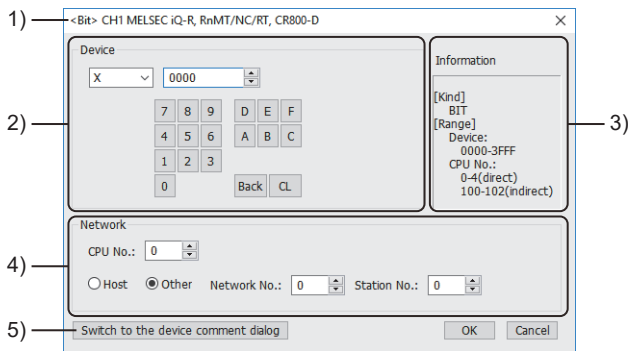 1) <Bit> CH1 MELSEC iQ-R, RnMT/NC/RT, CR800-D
Device
Information
X 0000
7 8 9 D E F
4 5 6 A B C
1 2 3
0 Back CL
2)
[Kind]
BIT
[Range]
Device:
0000-3FFF
CPU No.:
0-4(direct)
100-102(indirect)
3)
Network
CPU No.: 0
4)
Host Other Network No.: 0 Station No.: 0
5) Switch to the device comment dialog OK Cancel